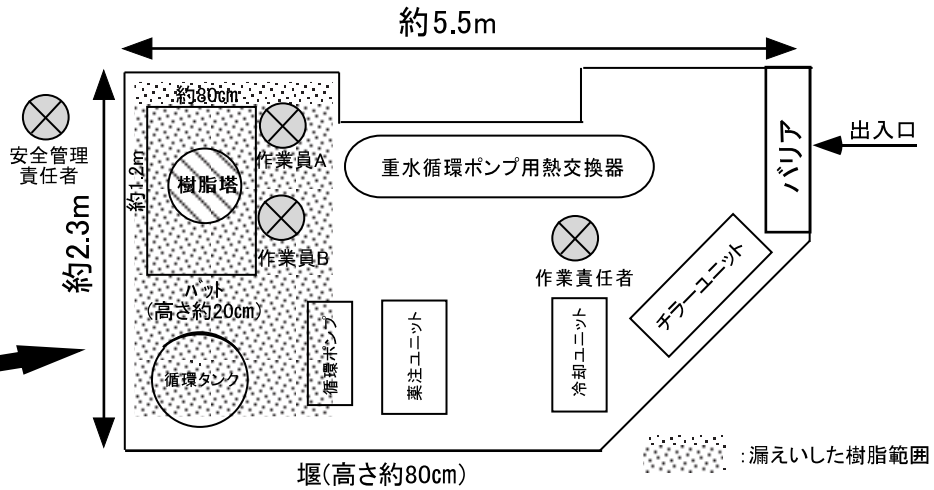 約5.5m
約80cm
安全管理
責任者
作業員A
樹脂塔
約1.2m
重水循環ポンプ用熱交換器
バリア
出入口
約2.3m
作業員B
作業責任者
バット
(高さ約20cm)
チラーユニット
循環ポンプ
薬注ユニット
冷却ユニット
循環タンク
:漏えいした樹脂範囲
堰(高さ約80cm)